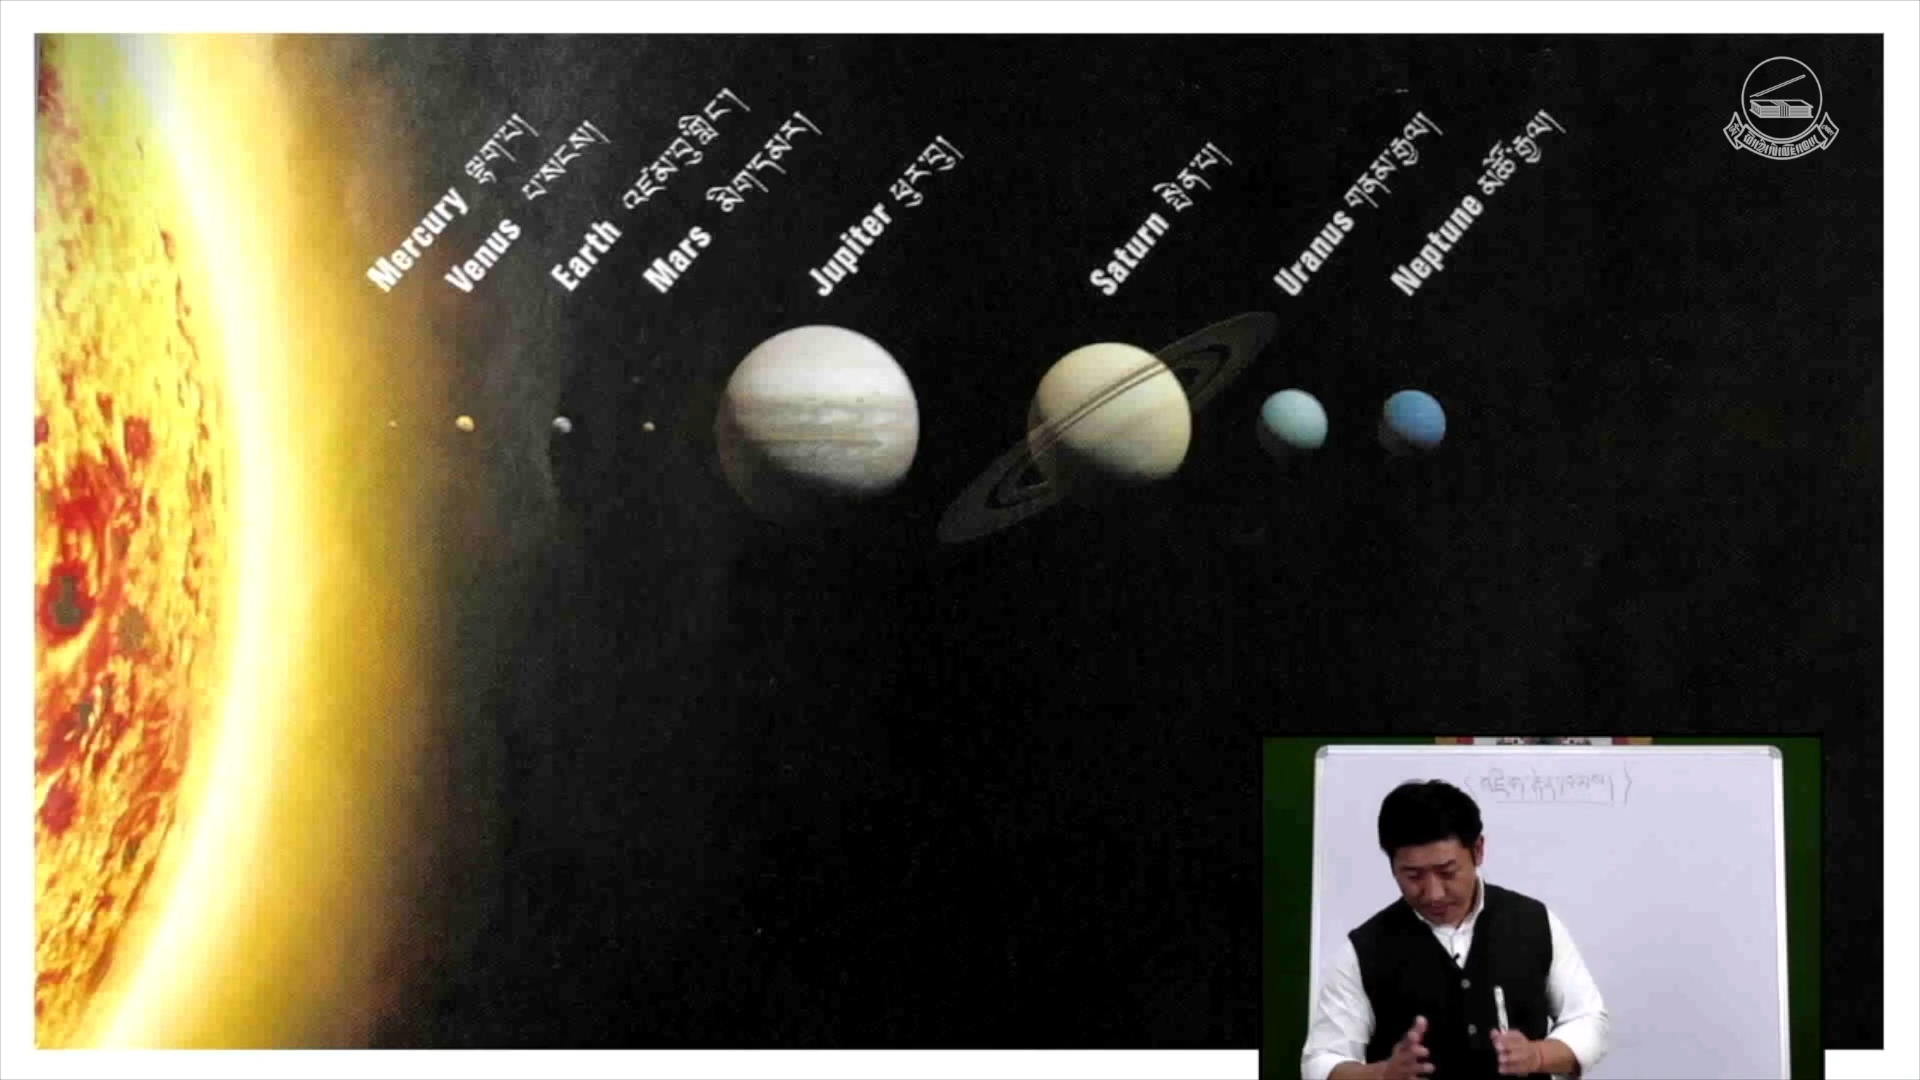 Mercury ལྷག་པ།
Venus པ་སངས།
Earth འཛམ་བུ་གླིང་།
Mars མིག་དམར།
Jupiter ཕུར་བུ།
Saturn སྤེན་པ།
Uranus གནམ་རྒྱལ།
Neptune མཚོ་རྒྱལ།